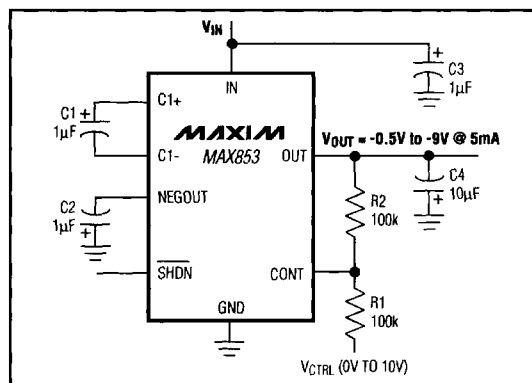 VIN
C1+
IN
C3
1µF
C1
1µF
MAXIM
MAX853
C1-
OUT
VOUT = -0.5V to -9V @ 5mA
NEGOUT
C2
1µF
R2
100k
C4
10µF
SHDN
CONT
GND
R1
100k
VCTRL (0V TO 10V)
+
+
+
+